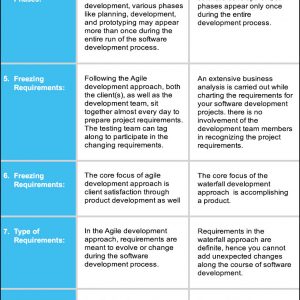 Phases:
development, various phases
like planning, development,
and prototyping may appear
more than once during the
entire run of the software
development process.
phases appear only once
during the entire
development process.
5. Freezing
Requirements:
Following the Agile
development approach, both
the client(s), as well as the
development team, sit
together almost every day to
prepare project requirements.
The testing team can tag
along to participate in the
changing requirements.
An extensive business
analysis is carried out while
charting the requirements for
your software development
projects. there is no
involvement of the
development team members
in recognizing the project
requirements.
6. Freezing
Requirements:
The core focus of agile
development approach is
client satisfaction through
product development as well
The core focus of the
waterfall development
approach is accomplishing
a product.
7. Type of
Requirements:
In the Agile development
approach, requirements are
meant to evolve or change
during the software
development process.
Requirements in the
waterfall approach are
definite, hence you cannot
add unexpected changes
along the course of software
development.